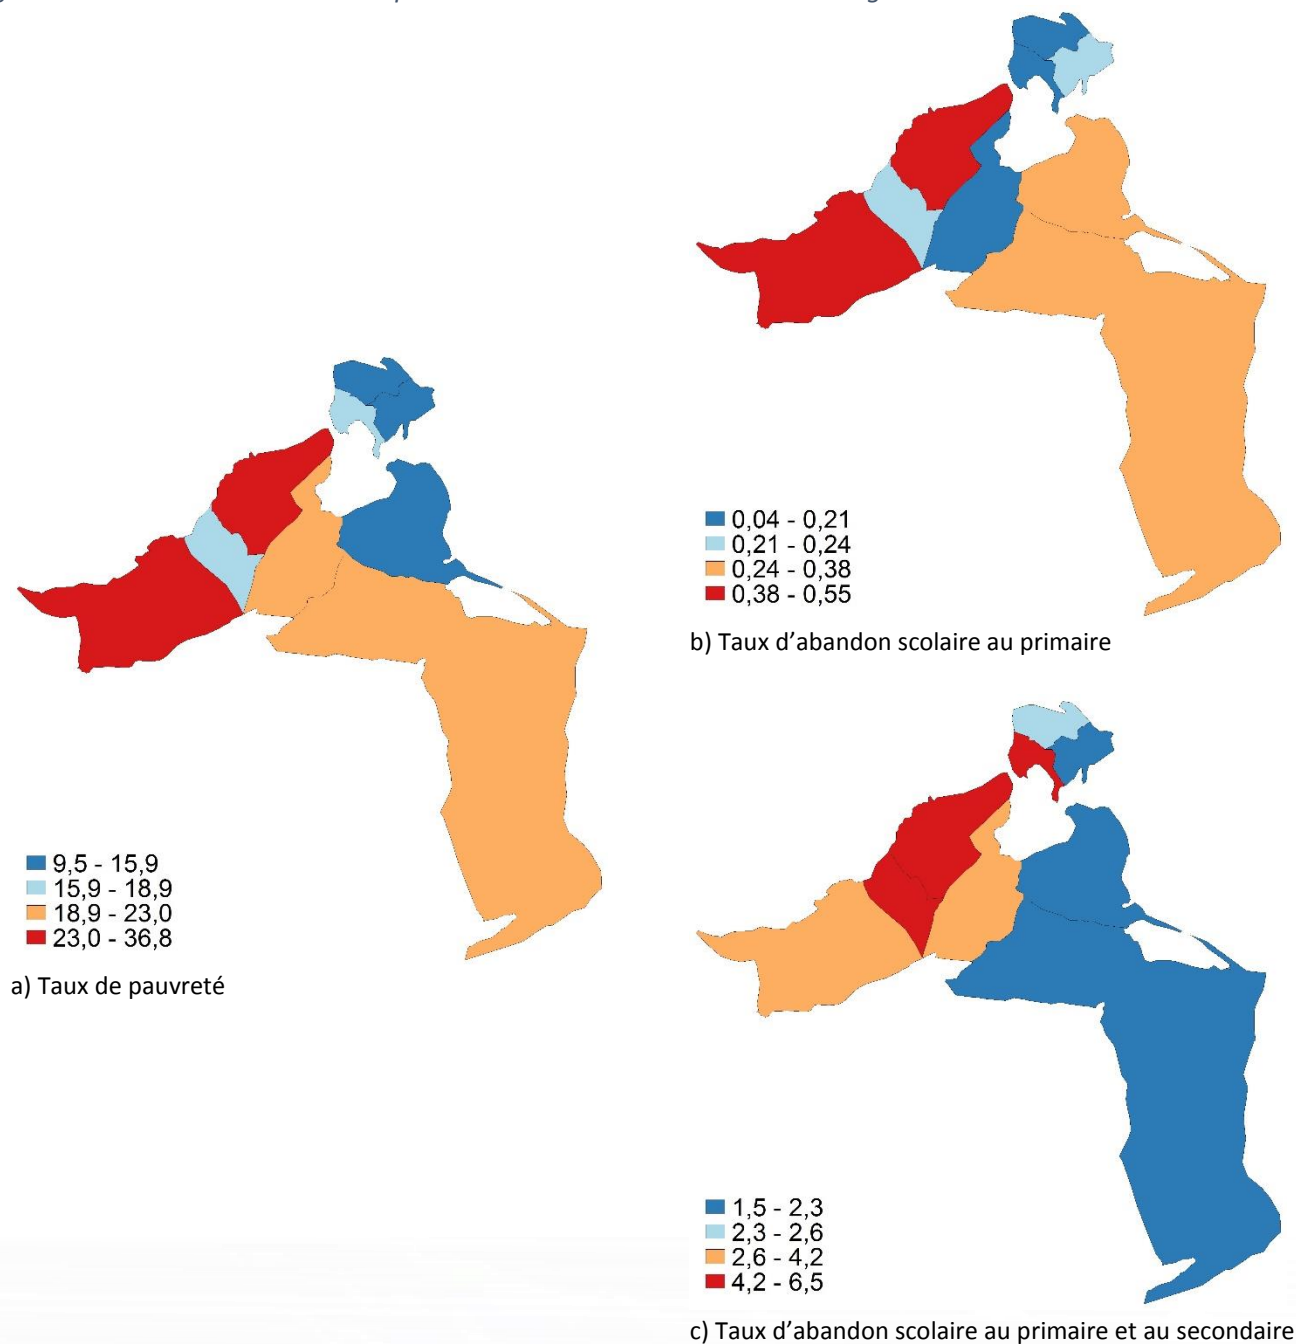 0,04 - 0,21
0,21 - 0,24
0,24 - 0,38
0,38 - 0,55
b) Taux d’abandon scolaire au primaire
9,5 - 15,9
15,9 - 18,9
18,9 - 23,0
23,0 - 36,8
a) Taux de pauvreté
1,5 - 2,3
2,3 - 2,6
2,6 - 4,2
4,2 - 6,5
c) Taux d’abandon scolaire au primaire et au secondaire